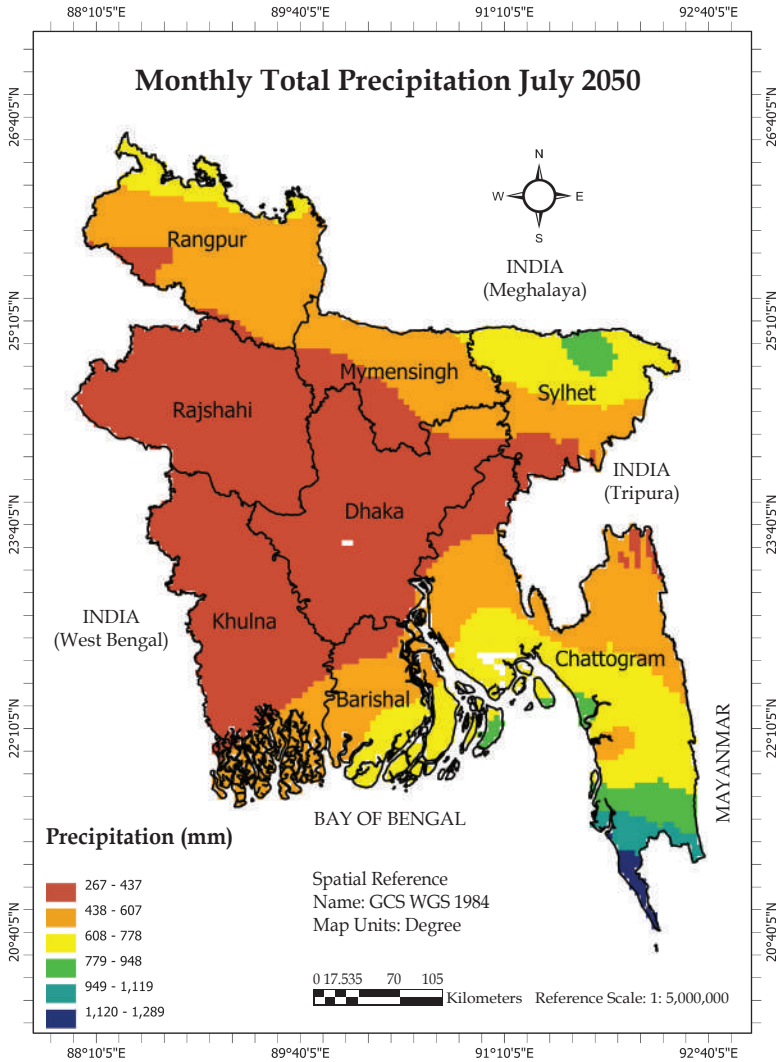 88°10'5"E 89°40'5"E 91°10'5"E 92°40'5"E
Monthly Total Precipitation July 2050
26°40'5"N 26°40'5"N
N
W E
S
Rangpur
INDIA
(Meghalaya)
25°10'5"N 25°10'5"N
Mymensingh
Sylhet
Rajshahi
INDIA
(Tripura)
Dhaka
23°40'5"N 23°40'5"N
INDIA
(West Bengal)
Khulna
Chattogram
Barishal
22°10'5"N 22°10'5"N
MAYANMAR
BAY OF BENGAL
Precipitation (mm)
267 - 437
438 - 607
608 - 778
779 - 948
949 - 1,119
1,120 - 1,289
Spatial Reference
Name: GCS WGS 1984
Map Units: Degree
20°40'5"N 20°40'5"N
0 17.535 70 105
Kilometers Reference Scale: 1: 5,000,000
88°10'5"E 89°40'5"E 91°10'5"E 92°40'5"E